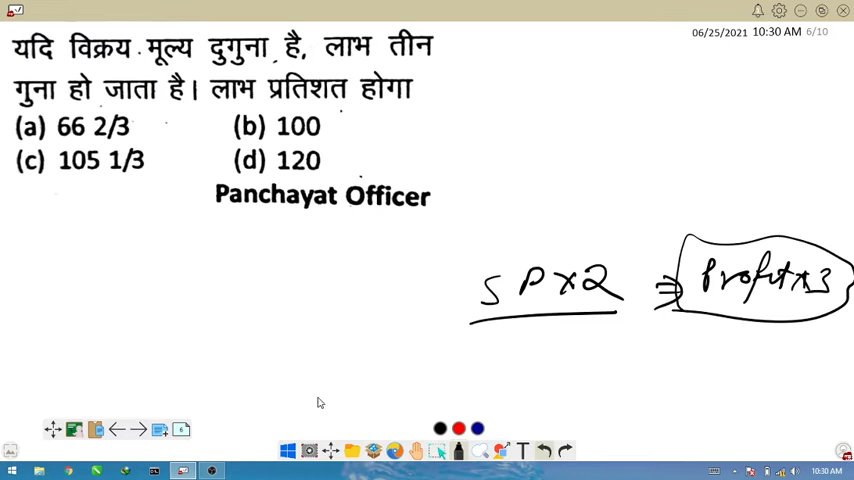 06/25/2021 10:30 AM 6/10
यदि विक्रय मूल्य दुगुना है, लाभ तीन
गुना हो जाता है। लाभ प्रतिशत होगा
(a) 66 2/3 (b) 100
(c) 105 1/3 (d) 120
Panchayat Officer
SP×2 ⇒ Profit×3
6
T
10:30 AM